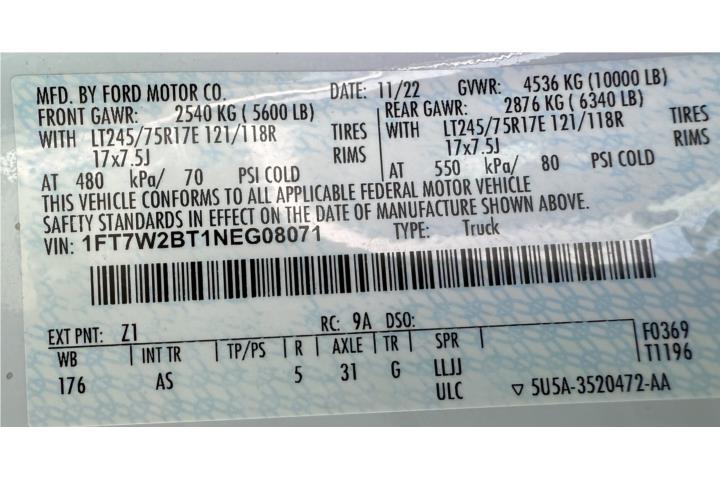 MFD. BY FORD MOTOR CO. DATE: 11/22 GVWR: 4536 KG (10000 LB)
FRONT GAWR: 2540 KG ( 5600 LB) REAR GAWR: 2876 KG ( 6340 LB)
WITH LT245/75R17E 121/118R TIRES WITH LT245/75R17E 121/118R TIRES
17x7.5J RIMS 17x7.5J RIMS
AT 480 kPa/ 70 PSI COLD AT 550 kPa/ 80 PSI COLD
THIS VEHICLE CONFORMS TO ALL APPLICABLE FEDERAL MOTOR VEHICLE
SAFETY STANDARDS IN EFFECT ON THE DATE OF MANUFACTURE SHOWN ABOVE.
VIN: 1FT7W2BT1NEG08071 TYPE: Truck
EXT PNT: Z1 RC: 9A DSO: F0369
WB INT TR TP/PS R AXLE TR SPR T1196
176 AS 5 31 G LLJJ
ULC ▽ 5U5A-3520472-AA